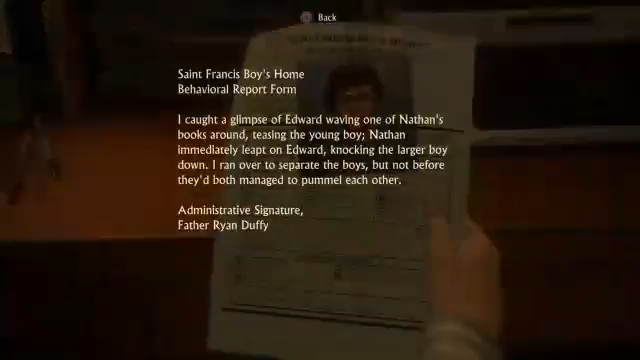 Back
Saint Francis Boy's Home
Behavioral Report Form
I caught a glimpse of Edward waving one of Nathan's
books around, teasing the young boy; Nathan
immediately leapt on Edward, knocking the larger boy
down. I ran over to separate the boys, but not before
they'd both managed to pummel each other.
Administrative Signature,
Father Ryan Duffy